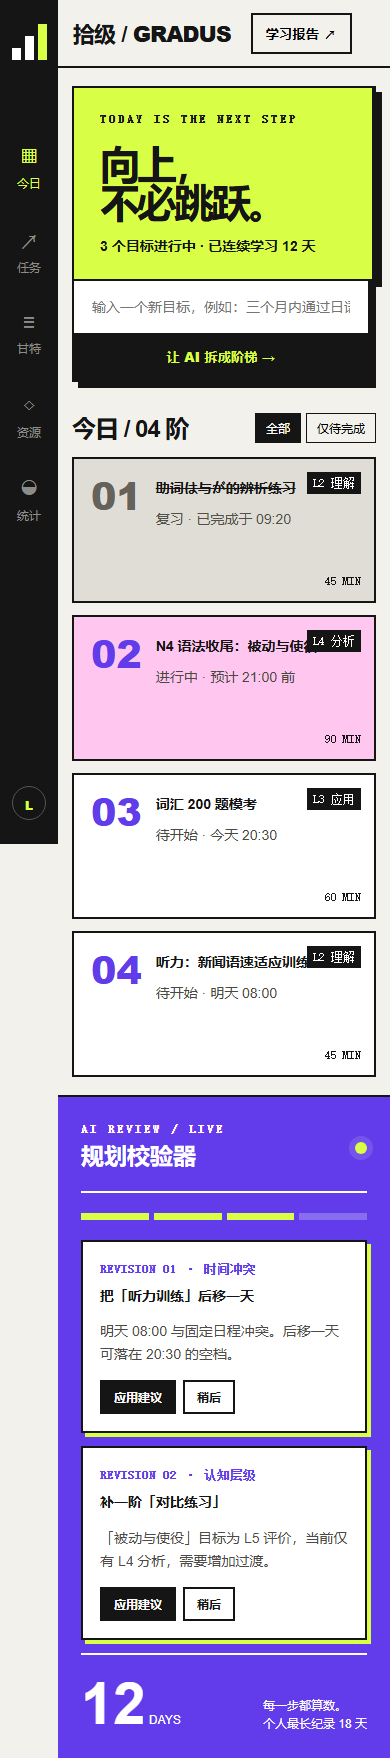 拾级 / GRADUS
学习报告 ↗
今日
任务
甘特
资源
统计
L
TODAY IS THE NEXT STEP
向上，
不必跳跃。
3 个目标进行中 · 已连续学习 12 天
输入一个新目标，例如：三个月内通过日
让 AI 拆成阶梯 →
今日 / 04 阶
全部
仅待完成
01
助词は与が的辨析练习
L2 理解
复习 · 已完成于 09:20
45 MIN
02
N4 语法收尾：被动与使
L4 分析
进行中 · 预计 21:00 前
90 MIN
03
词汇 200 题模考
L3 应用
待开始 · 今天 20:30
60 MIN
04
听力：新闻语速适应训练
L2 理解
待开始 · 明天 08:00
45 MIN
AI REVIEW / LIVE
规划校验器
REVISION 01 · 时间冲突
把「听力训练」后移一天
明天 08:00 与固定日程冲突。后移一天
可落在 20:30 的空档。
应用建议
稍后
REVISION 02 · 认知层级
补一阶「对比练习」
「被动与使役」目标为 L5 评价，当前仅
有 L4 分析，需要增加过渡。
应用建议
稍后
12 DAYS
每一步都算数。
个人最长纪录 18 天